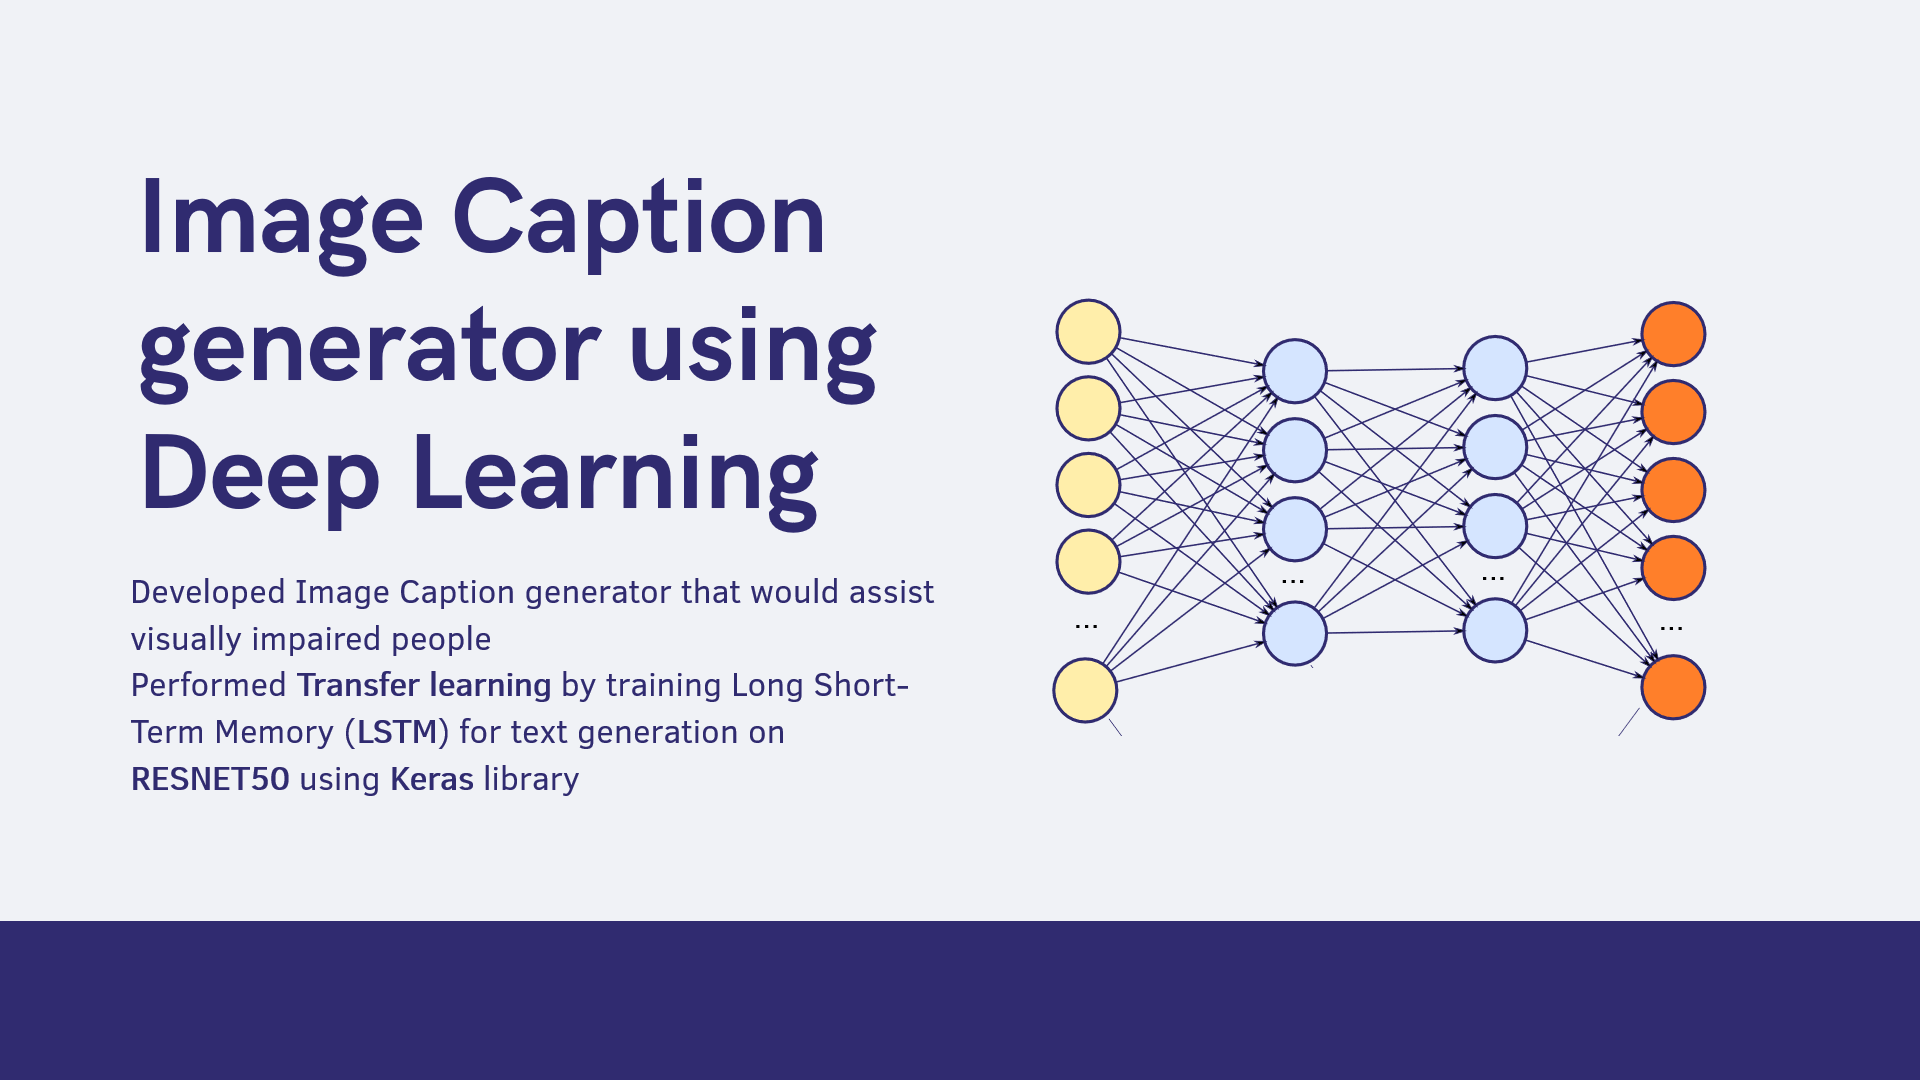 Image Caption
generator using
Deep Learning
Developed Image Caption generator that would assist
visually impaired people
Performed Transfer learning by training Long Short-
Term Memory (LSTM) for text generation on
RESNET50 using Keras library
...
...
...
...